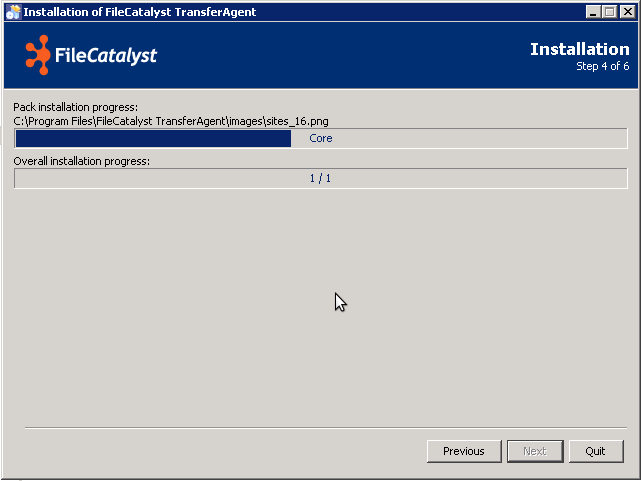 Installation of FileCatalyst TransferAgent
FileCatalyst
Installation
Step 4 of 6
Pack installation progress:
C:\Program Files\FileCatalyst TransferAgent\images\sites_16.png
Core
Overall installation progress:
1 / 1
Previous
Next
Quit